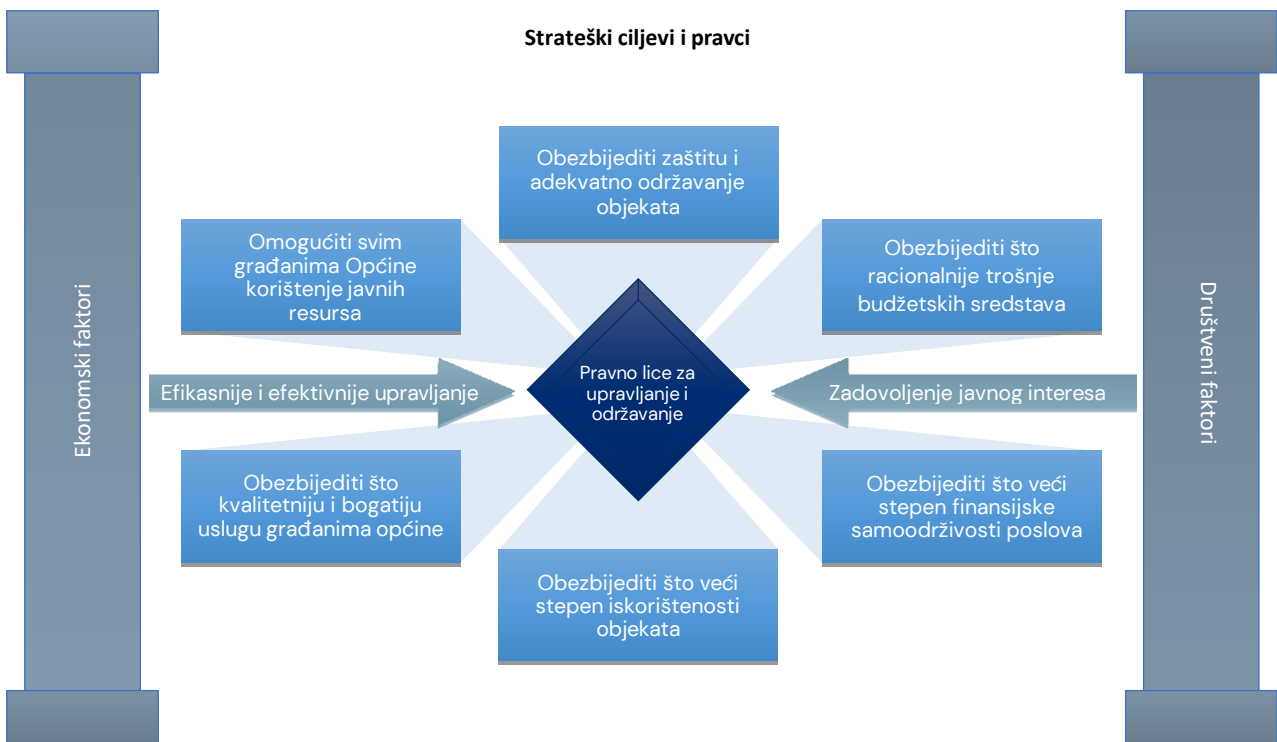 Strateški ciljevi i pravci
Ekonomski faktori
Obezbijediti zaštitu i
adekvatno održavanje
objekata
Omogućiti svim
građanima Općine
korištenje javnih
resursa
Obezbijediti što
racionalnije trošnje
budžetskih sredstava
Efikasnije i efektivnije upravljanje
Pravno lice za
upravljanje i
održavanje
Zadovoljenje javnog interesa
Obezbijediti što
kvalitetniju i bogatiju
uslugu građanima općine
Obezbijediti što veći
stepen iskorištenosti
objekata
Obezbijediti što veći
stepen finansijske
samoodrživosti poslova
Društveni faktori